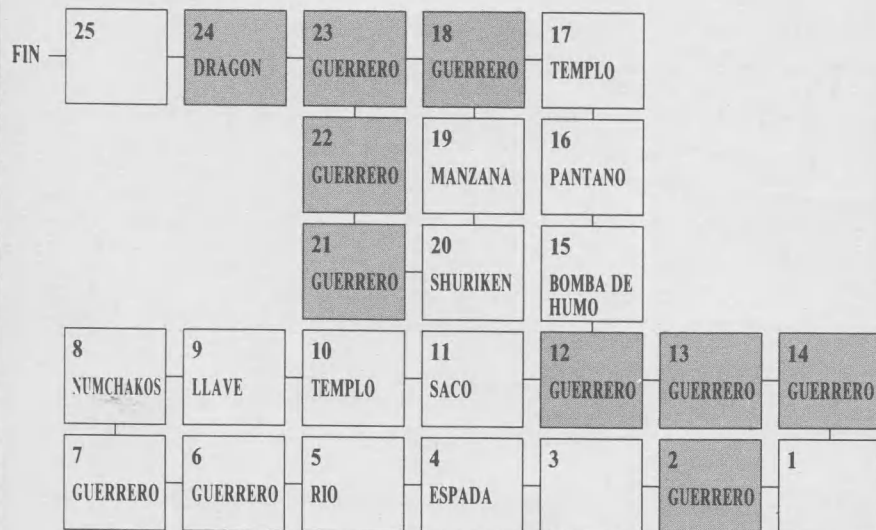 25
24
23
18
17
FIN
DRAGON
GUERRERO
GUERRERO
TEMPLO
22
19
16
GUERRERO
MANZANA
PANTANO
21
20
15
GUERRERO
SHURIKEN
BOMBA DE
HUMO
8
9
10
11
12
13
14
NUMCHAKOS
LLAVE
TEMPLO
SACO
GUERRERO
GUERRERO
GUERRERO
7
6
5
4
3
2
1
GUERRERO
GUERRERO
RIO
ESPADA
GUERRERO